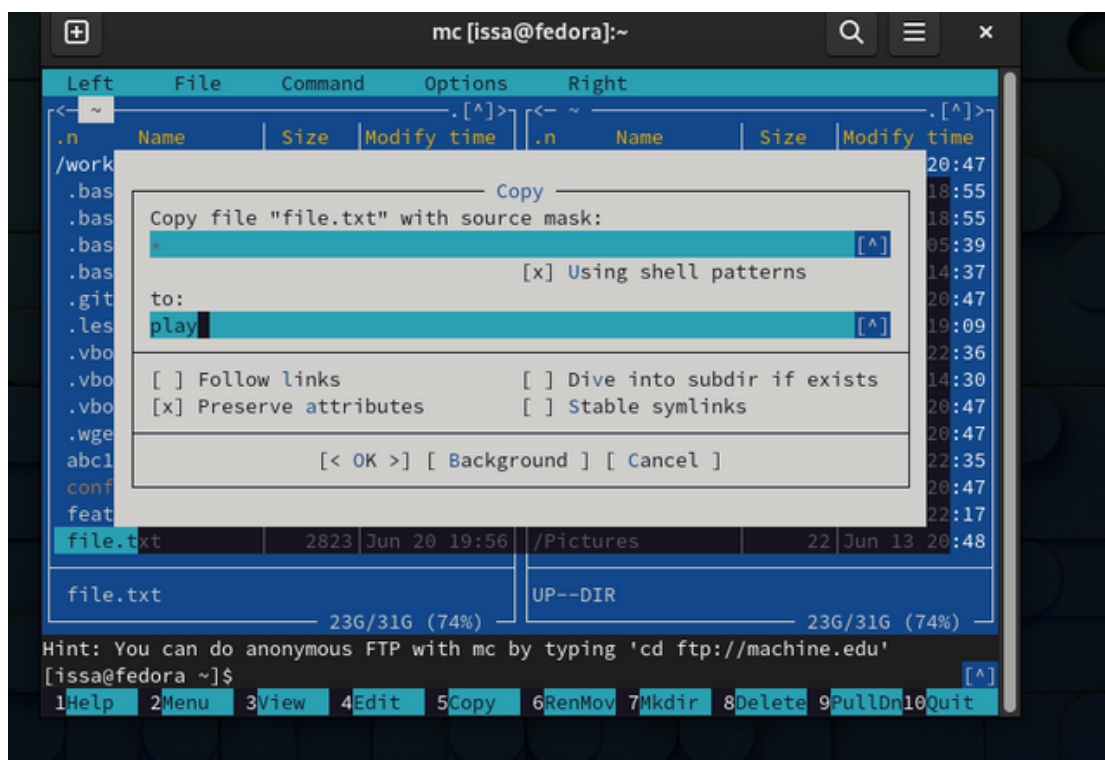 mc [issa@fedora]:~
Left File Command Options Right
<- ~ .[^]> <- ~ .[^]>
.n Name Size Modify time .n Name Size Modify time
/work 20:47
.bas 18:55
.bas 18:55
.bas 05:39
.bas 14:37
.git 20:47
.les 19:09
.vbo 22:36
.vbo 14:30
.vbo 20:47
.wge 20:47
abc1 22:35
conf 20:47
feat 22:17
Copy
Copy file "file.txt" with source mask:
* [^]
[x] Using shell patterns
to:
play [^]
[ ] Follow links [ ] Dive into subdir if exists
[x] Preserve attributes [ ] Stable symlinks
[< OK >] [ Background ] [ Cancel ]
file.txt 2823 Jun 20 19:56 /Pictures 22 Jun 13 20:48
file.txt UP--DIR
23G/31G (74%) 23G/31G (74%)
Hint: You can do anonymous FTP with mc by typing 'cd ftp://machine.edu'
[issa@fedora ~]$ [^]
1Help 2Menu 3View 4Edit 5Copy 6RenMov 7Mkdir 8Delete 9PullDn 10Quit